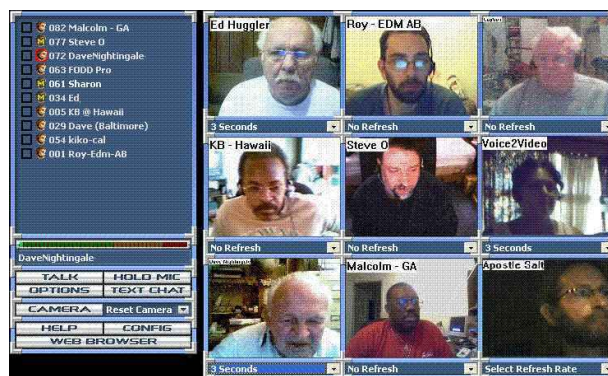 082 Malcolm - GA
M 077 Steve O
072 DaveNightingale
063 FODD Pro
M 061 Sharon
M 034 Ed
005 KB @ Hawaii
029 Dave (Baltimore)
054 kiko-cal
001 Roy-Edm-AB
DaveNightingale
TALK HOLD MIC
OPTIONS TEXT CHAT
CAMERA Reset Camera
HELP CONFIG
WEB BROWSER
Ed Huggler
Roy - EDM AB
3 Seconds
No Refresh
No Refresh
KB - Hawaii
Steve O
Voice2Video
No Refresh
No Refresh
3 Seconds
Dave Nightingale
Malcolm - GA
Apostle Salt
3 Seconds
No Refresh
Select Refresh Rate